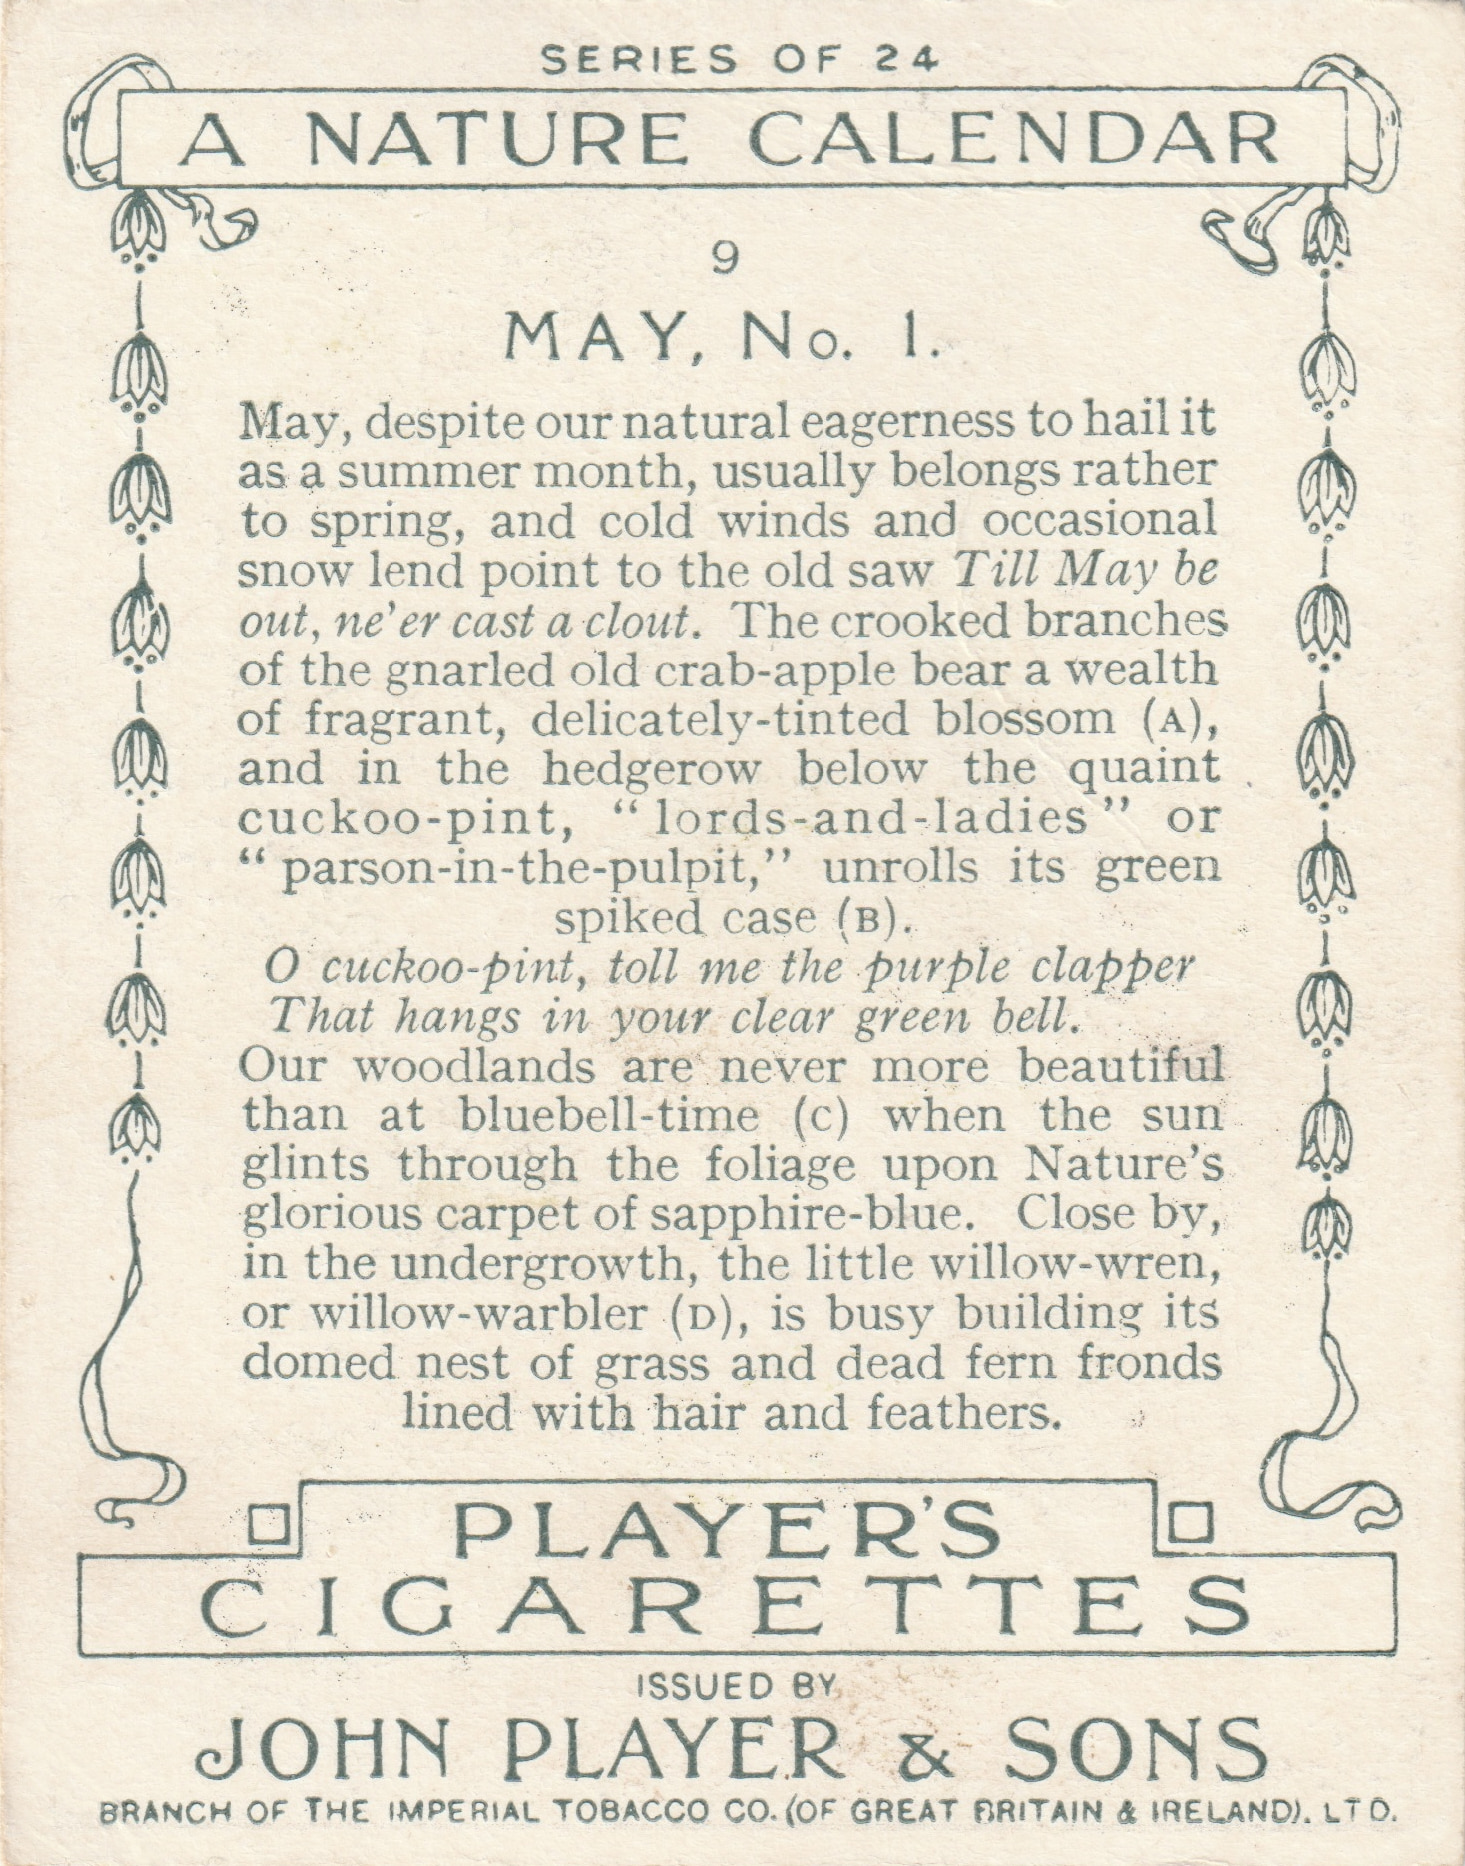 SERIES OF 24
A NATURE CALENDAR
9
MAY, No. 1.
May, despite our natural eagerness to hail it
as a summer month, usually belongs rather
to spring, and cold winds and occasional
snow lend point to the old saw Till May be
out, ne'er cast a clout. The crooked branches
of the gnarled old crab-apple bear a wealth
of fragrant, delicately-tinted blossom (A),
and in the hedgerow below the quaint
cuckoo-pint, “lords-and-ladies” or
“parson-in-the-pulpit,” unrolls its green
spiked case (B).
O cuckoo-pint, toll me the purple clapper
That hangs in your clear green bell.
Our woodlands are never more beautiful
than at bluebell-time (C) when the sun
glints through the foliage upon Nature's
glorious carpet of sapphire-blue. Close by,
in the undergrowth, the little willow-wren,
or willow-warbler (D), is busy building its
domed nest of grass and dead fern fronds
lined with hair and feathers.
PLAYER'S
CIGARETTES
ISSUED BY
JOHN PLAYER & SONS
BRANCH OF THE IMPERIAL TOBACCO CO. (OF GREAT BRITAIN & IRELAND). LTD.